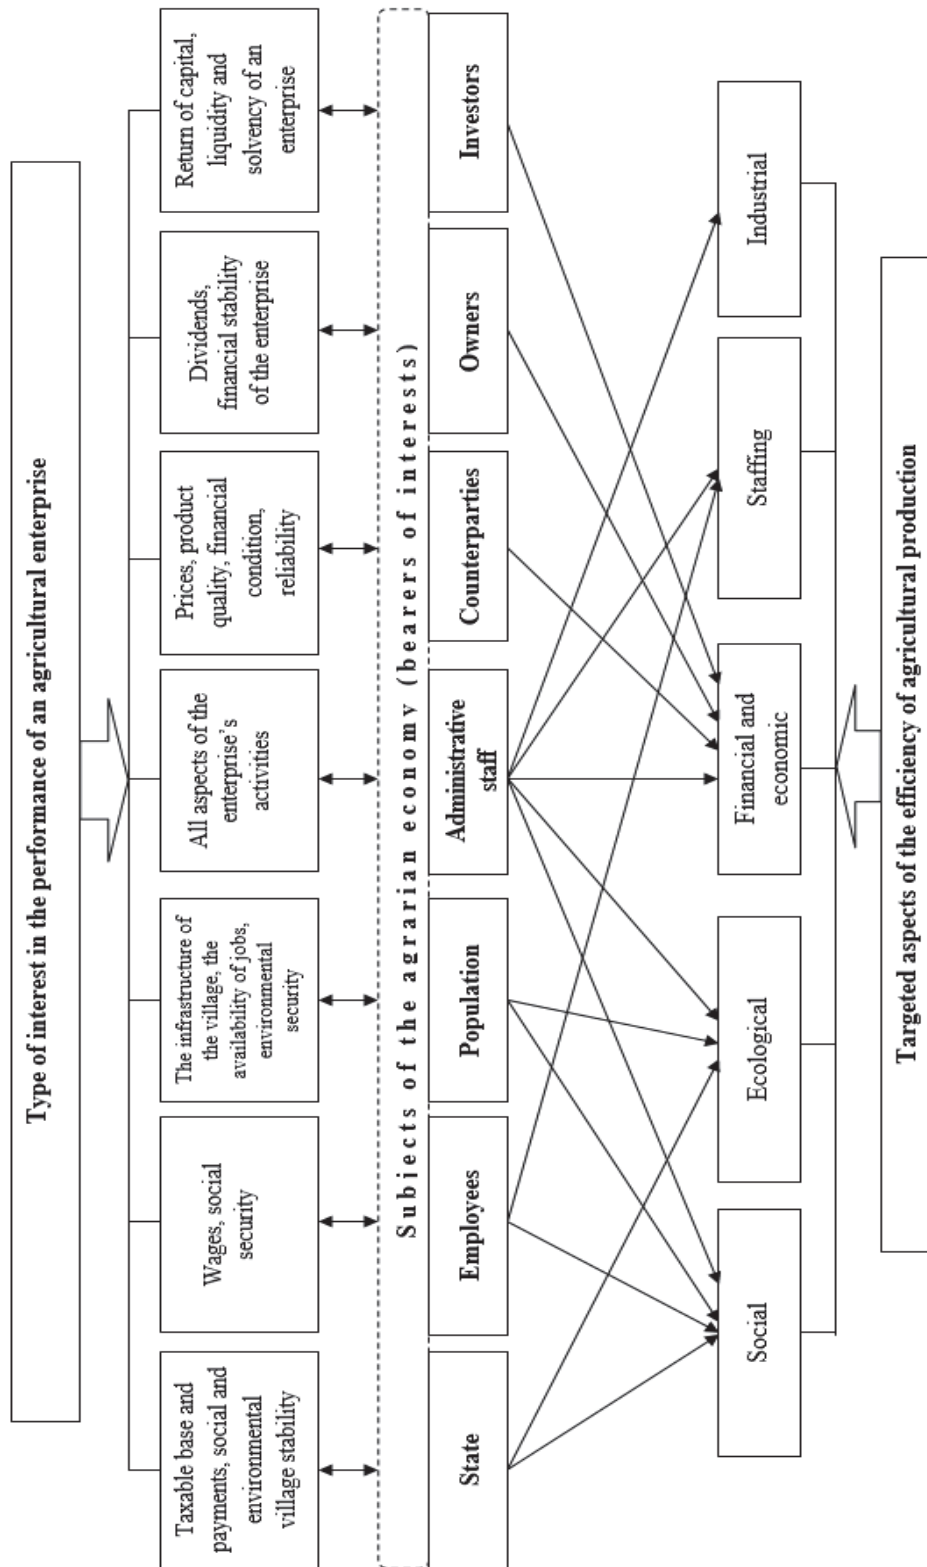 Type of interest in the performance of an agricultural enterprise
Taxable base and
payments, social and
environmental
village stability
Wages, social
security
The infrastructure of
the village, the
availability of jobs,
environmental
security
All aspects of the
enterprise's
activities
Prices, product
quality, financial
condition,
reliability
Dividends,
financial stability
of the enterprise
Return of capital,
liquidity and
solvency of an
enterprise
Subiects of the agrarian economy (bearers of interests)
State
Employees
Population
Administrative
staff
Counterparties
Owners
Investors
Social
Ecological
Financial and
economic
Staffing
Industrial
Targeted aspects of the efficiency of agricultural production